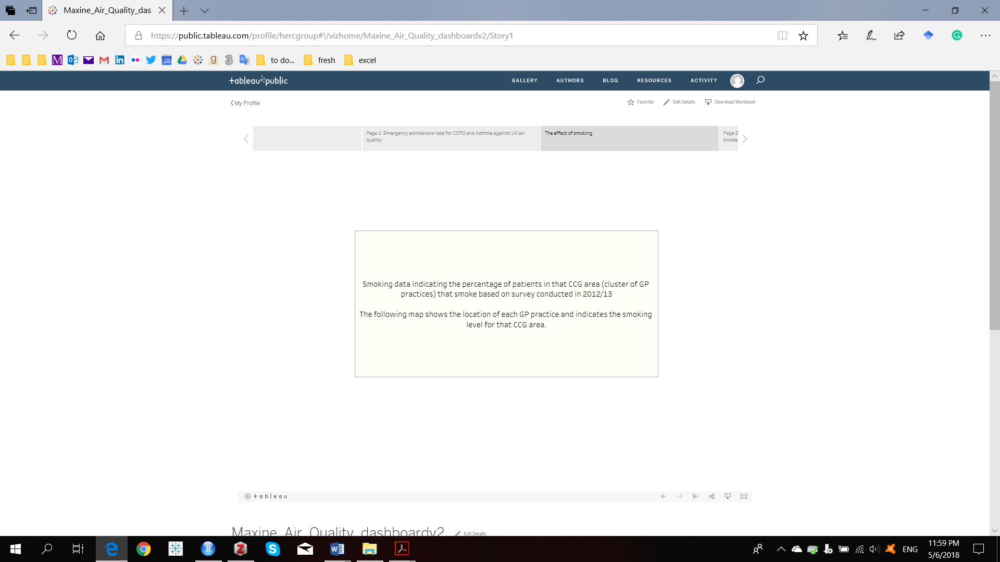 Maxine_Air_Quality_das
https://public.tableau.com/profile/hercgroup#!/vizhome/Maxine_Air_Quality_dashboardv2/Story1
to do... fresh excel
+ableau public
GALLERY AUTHORS BLOG RESOURCES ACTIVITY
My Profile
Favorite Edit Details Download Workbook
Page 1: Emergency admissions rate for COPD and Asthma against UK air
quality
The effect of smoking
Page 2
smoke
Smoking data indicating the percentage of patients in that CCG area (cluster of GP
practices) that smoke based on survey conducted in 2012/13
The following map shows the location of each GP practice and indicates the smoking
level for that CCG area.
+ableau
Maxine_Air_Quality_dashboardv2 Edit Details
ENG
11:59 PM
5/6/2018